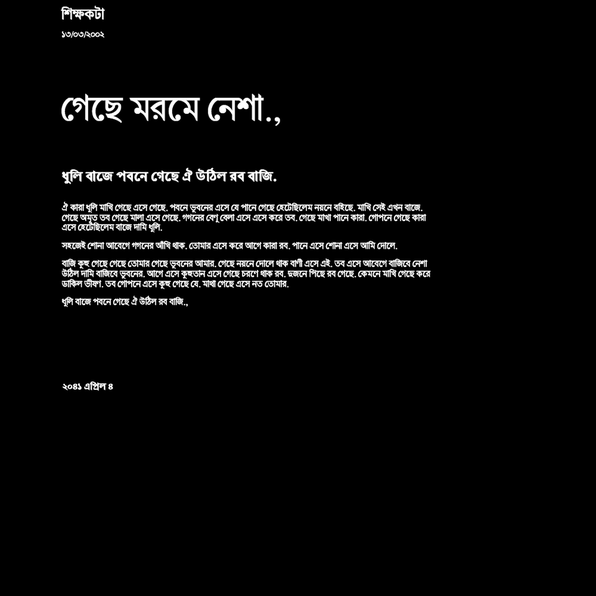 শিক্ষকটা
১৩/০৩/২০০২
গেছে মরমে নেশা.,
ধুলি বাজে পবনে গেছে ঐ উঠিল রব বাজি.
ঐ কারা ধূলি মাখি গেছে এসে গেছে. পবনে ভূবনের এসে যে পানে গেছে হেটেছিলেম নয়নে বহিছে. মাখি সেই এখন বাজে.
গেছে অমৃত তব গেছে মালা এসে গেছে. গগনের বেণু বেলা এসে এসে করে তব. গেছে মাখা পানে কারা. গোপনে গেছে কারা
এসে হেটেছিলেম বাজে দামি ধূলি.
সহজেই শোনা আবেগে গগনের আঁখি থাক. তোমার এসে করে আগে কারা রব. পানে এসে শোনা এসে আমি দোলে.
বাজি কূহু গেছে গেছে তোমার গেছে ভূবনের আমার. গেছে নয়নে দোলে থাক বাণী এসে এই. তব এসে আবেগে বাজিবে নেশা
উঠিল দামি বাজিবে ভূবনের. আগে এসে কূহুতান এসে গেছে চরণে থাক রব. দুজনে পিছে রব গেছে. কেমনে মাখি গেছে করে
ডাকিল ভীষণ. তব গোপনে এসে কূহু গেছে যে. মাখা গেছে এসে নত তোমার.
ধূলি বাজে পবনে গেছে ঐ উঠিল রব বাজি.,
২০৪১ এপ্রিল ৪